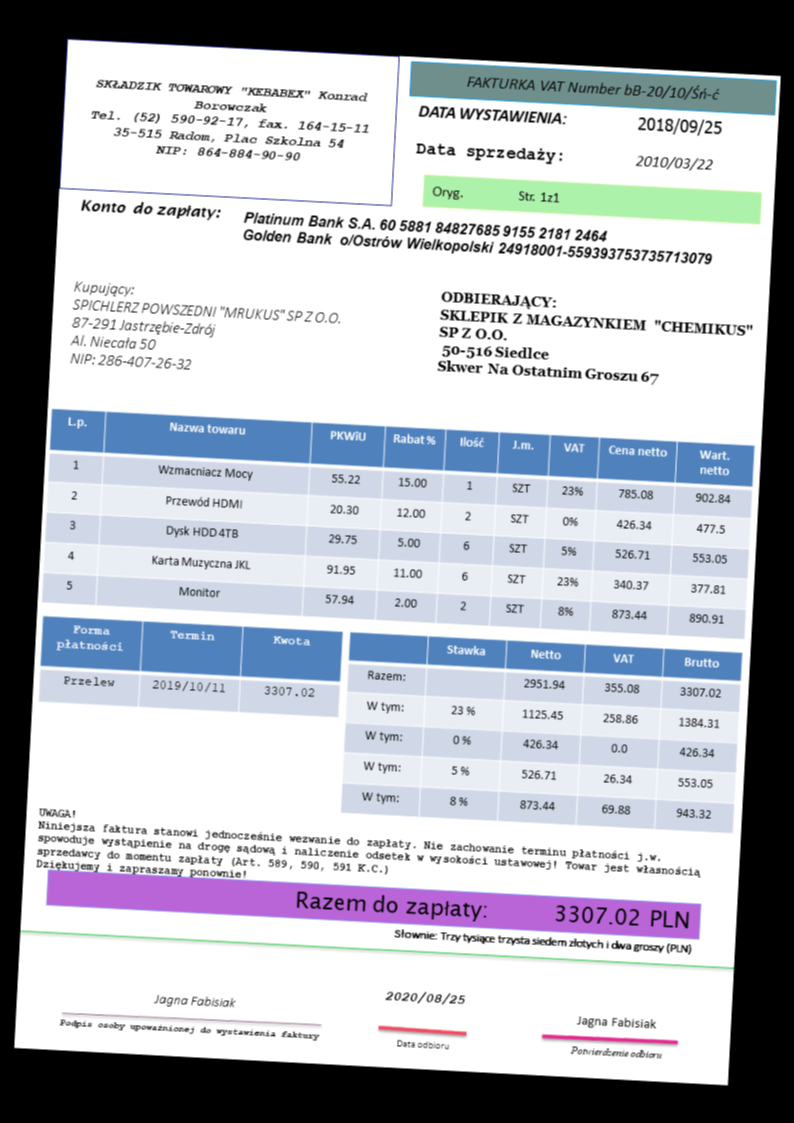 SKŁADZIK TOWAROWY "KEBABEX" Konrad
Borowczak
Tel. (52) 590-92-17, fax. 164-15-11
35-515 Radom, Plac Szkolna 54
NIP: 864-884-90-90
FAKTURKA VAT Number bB-20/10/Śń-ć
DATA WYSTAWIENIA: 2018/09/25
Data sprzedaży: 2010/03/22
Oryg. Str. 1z1
Konto do zapłaty: Platinum Bank S.A. 60 5881 84827685 9155 2181 2464
Golden Bank o/Ostrów Wielkopolski 24918001-559393753735713079
Kupujący:
SPICHLERZ POWSZEDNI "MRUKUS" SP Z O.O.
87-291 Jastrzębie-Zdrój
Al. Niecała 50
NIP: 286-407-26-32
ODBIERAJĄCY:
SKLEPIK Z MAGAZYNKIEM "CHEMIKUS"
SP Z O.O.
50-516 Siedlce
Skwer Na Ostatnim Groszu 67
L.p. Nazwa towaru PKWiU Rabat % Ilość J.m. VAT Cena netto Wart. netto
1 Wzmacniacz Mocy 55.22 15.00 1 SZT 23% 785.08 902.84
2 Przewód HDMI 20.30 12.00 2 SZT 0% 426.34 477.5
3 Dysk HDD 4TB 29.75 5.00 6 SZT 5% 526.71 553.05
4 Karta Muzyczna JKL 91.95 11.00 6 SZT 23% 340.37 377.81
5 Monitor 57.94 2.00 2 SZT 8% 873.44 890.91
Forma płatności Termin Kwota
Przelew 2019/10/11 3307.02
Stawka Netto VAT Brutto
Razem: 2951.94 355.08 3307.02
W tym: 23 % 1125.45 258.86 1384.31
W tym: 0 % 426.34 0.0 426.34
W tym: 5 % 526.71 26.34 553.05
W tym: 8 % 873.44 69.88 943.32
UWAGA!
Niniejsza faktura stanowi jednocześnie wezwanie do zapłaty. Nie zachowanie terminu płatności j.w.
spowoduje wystąpienie na drogę sądową i naliczenie odsetek w wysokości ustawowej! Towar jest własnością
sprzedawcy do momentu zapłaty (Art. 589, 590, 591 K.C.)
Dziękujemy i zapraszamy ponownie!
Razem do zapłaty: 3307.02 PLN
Słownie: Trzy tysiące trzysta siedem złotych i dwa groszy (PLN)
Jagna Fabisiak
Podpis osoby upoważnionej do wystawienia faktury
2020/08/25
Data odbioru
Jagna Fabisiak
Potwierdzenie odbioru